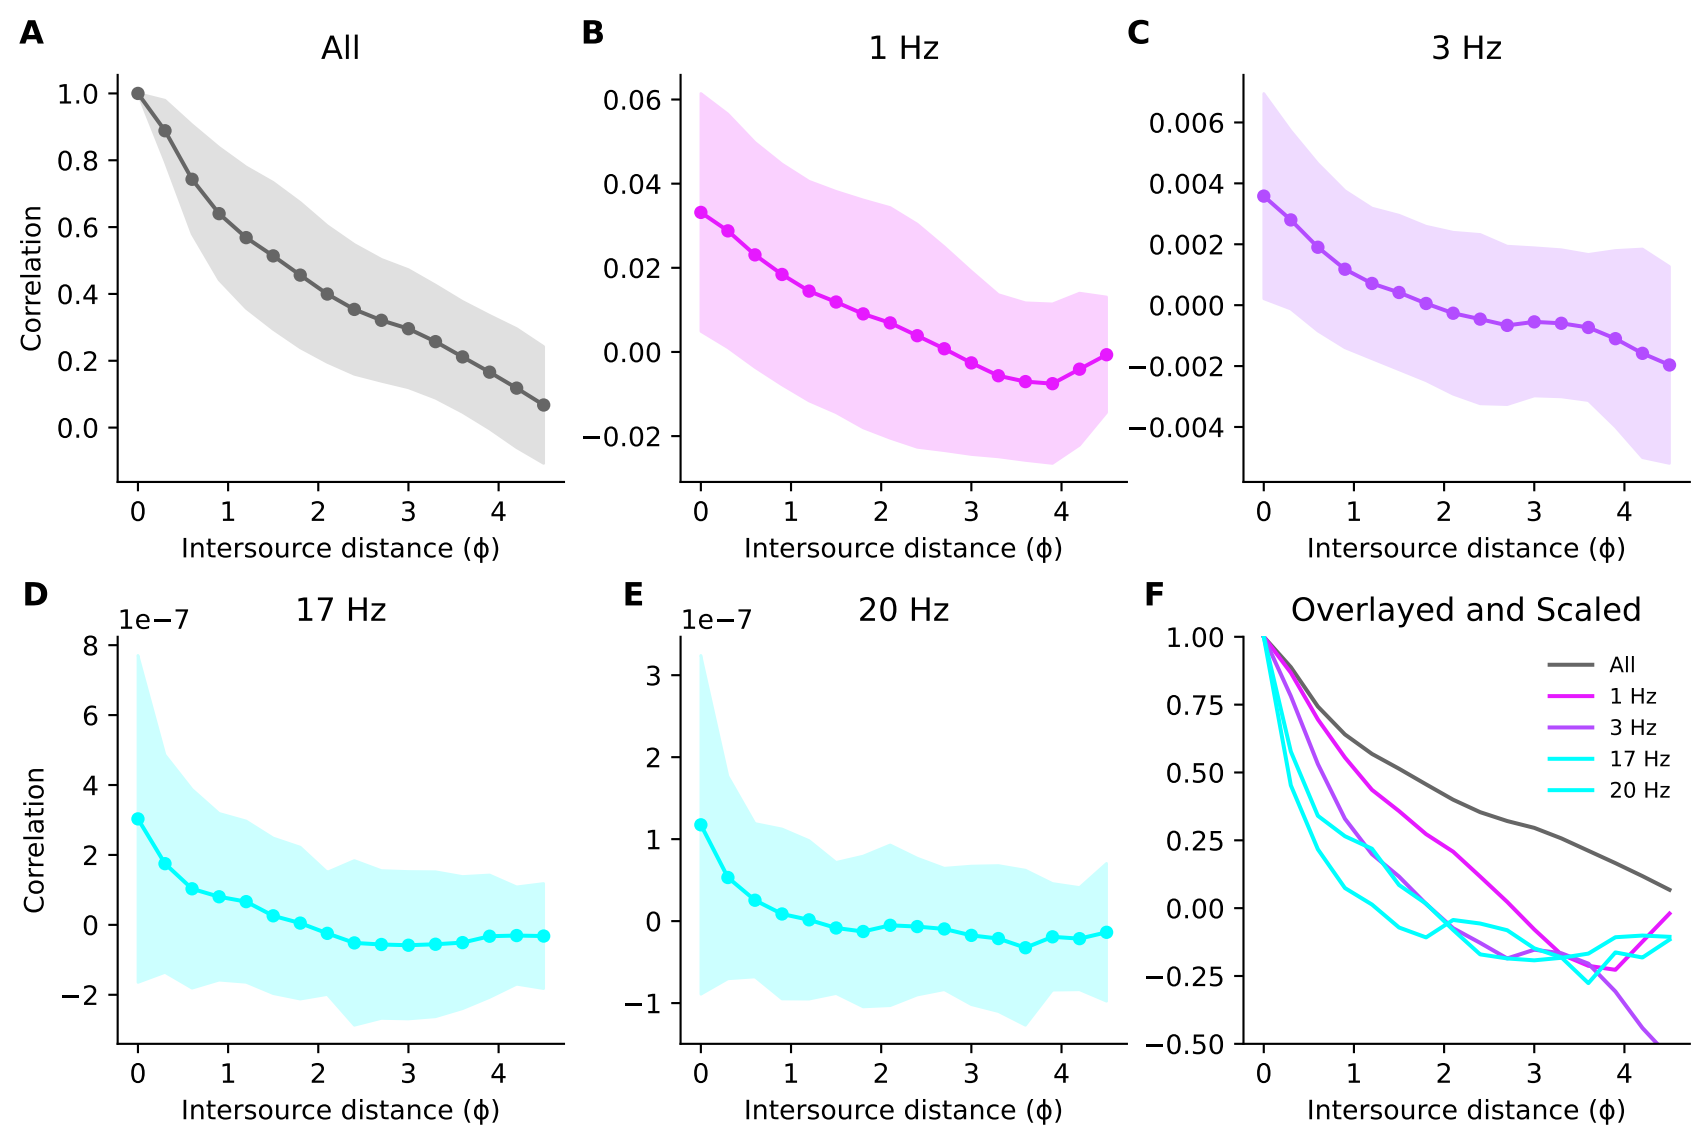 A
All
1.0
0.8
0.6
0.4
0.2
0.0
Correlation
0 1 2 3 4
Intersource distance (ϕ)
B
1 Hz
0.06
0.04
0.02
0.00
−0.02
0 1 2 3 4
Intersource distance (ϕ)
C
3 Hz
0.006
0.004
0.002
0.000
−0.002
−0.004
0 1 2 3 4
Intersource distance (ϕ)
D
1e−7
17 Hz
8
6
4
2
0
−2
Correlation
0 1 2 3 4
Intersource distance (ϕ)
E
1e−7
20 Hz
3
2
1
0
−1
0 1 2 3 4
Intersource distance (ϕ)
F
Overlayed and Scaled
1.00
0.75
0.50
0.25
0.00
−0.25
−0.50
All
1 Hz
3 Hz
17 Hz
20 Hz
0 1 2 3 4
Intersource distance (ϕ)